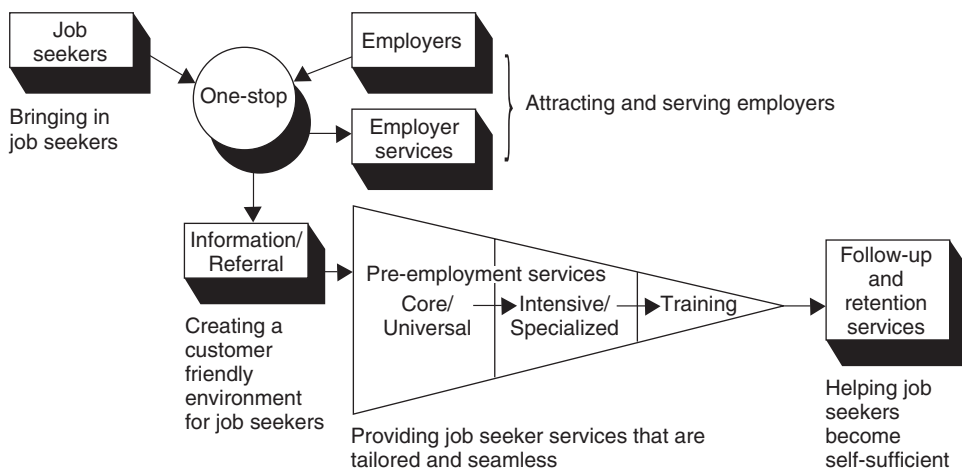 Job
seekers
Bringing in
job seekers
One-stop
Employers
Employer
services
Attracting and serving employers
Information/
Referral
Creating a
customer
friendly
environment
for job seekers
Pre-employment services
Core/
Universal
Intensive/
Specialized
Training
Providing job seeker services that are
tailored and seamless
Follow-up
and
retention
services
Helping job
seekers
become
self-sufficient